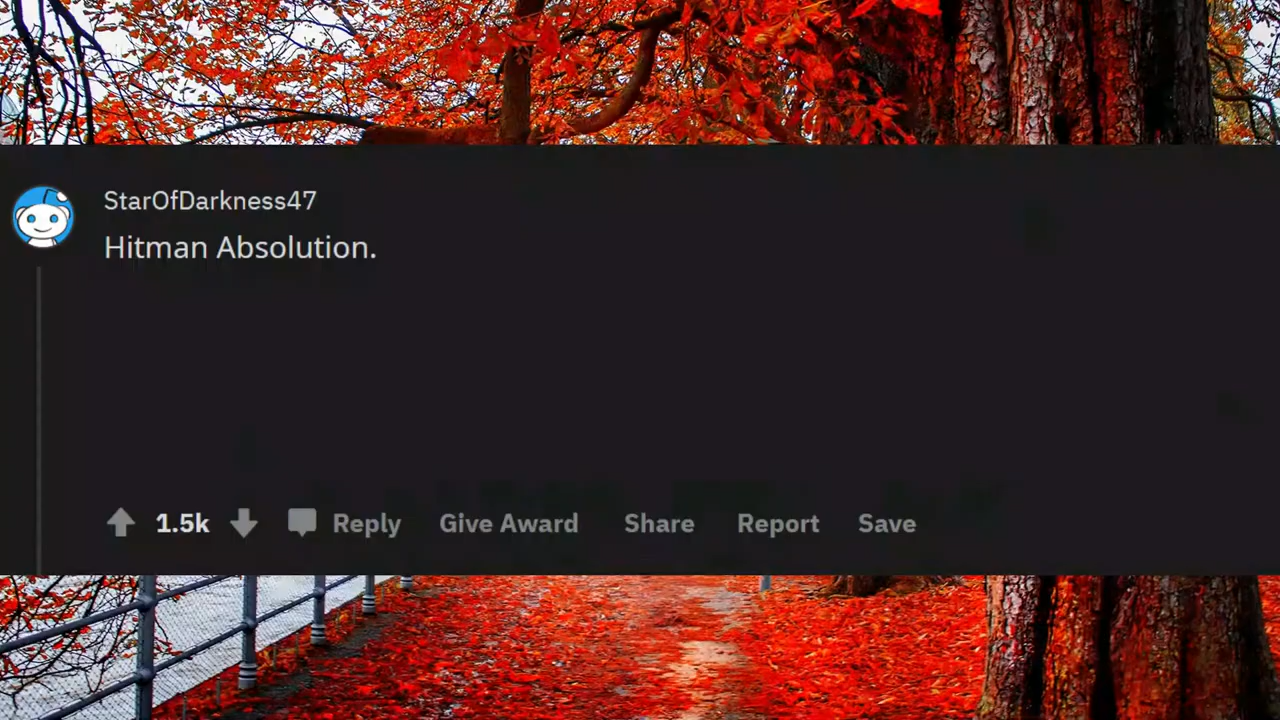 StarOfDarkness47
Hitman Absolution.
1.5k Reply Give Award Share Report Save